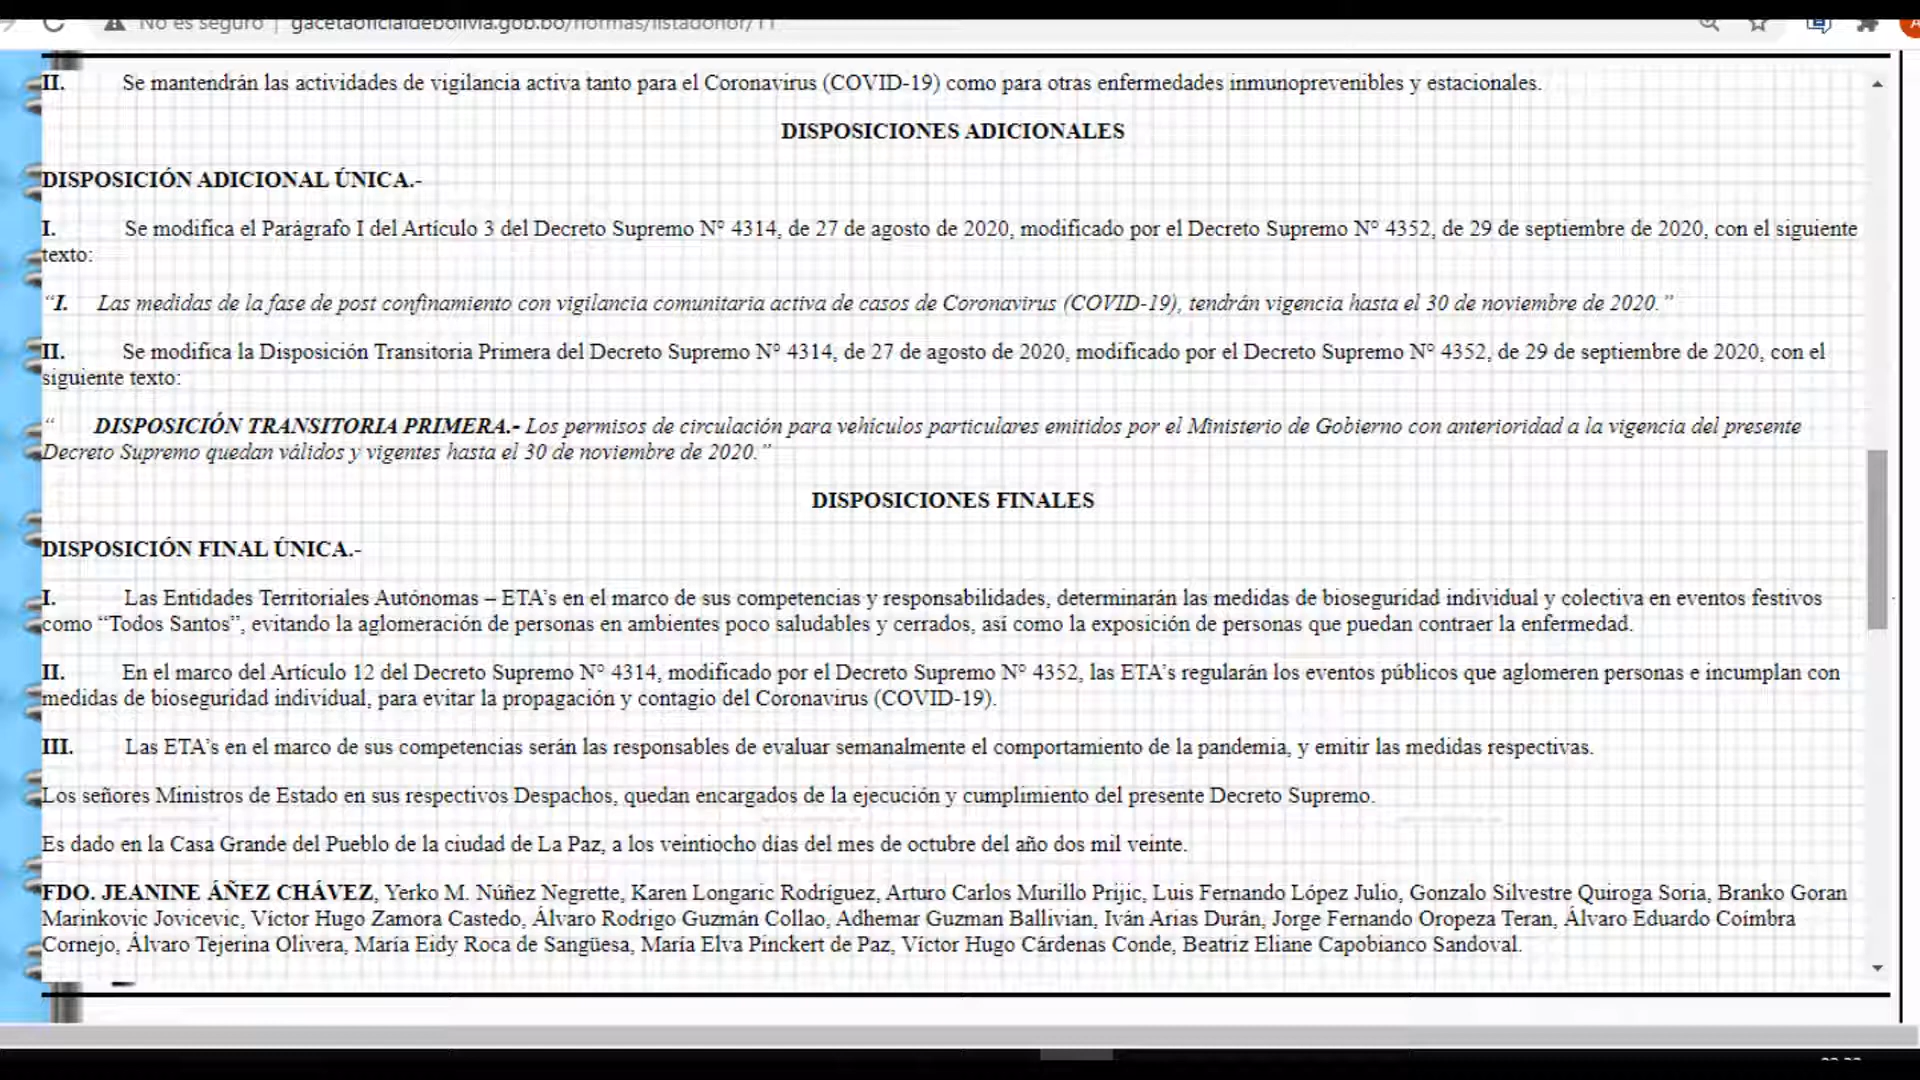 No es seguro | gacetaoficialdebolivia.gob.bo/normas/listadonor/11
II. Se mantendrán las actividades de vigilancia activa tanto para el Coronavirus (COVID-19) como para otras enfermedades inmunoprevenibles y estacionales.
DISPOSICIONES ADICIONALES
DISPOSICIÓN ADICIONAL ÚNICA.-
I. Se modifica el Parágrafo I del Artículo 3 del Decreto Supremo N° 4314, de 27 de agosto de 2020, modificado por el Decreto Supremo N° 4352, de 29 de septiembre de 2020, con el siguiente
texto:
“I. Las medidas de la fase de post confinamiento con vigilancia comunitaria activa de casos de Coronavirus (COVID-19), tendrán vigencia hasta el 30 de noviembre de 2020.”
II. Se modifica la Disposición Transitoria Primera del Decreto Supremo N° 4314, de 27 de agosto de 2020, modificado por el Decreto Supremo N° 4352, de 29 de septiembre de 2020, con el
siguiente texto:
“ DISPOSICIÓN TRANSITORIA PRIMERA.- Los permisos de circulación para vehículos particulares emitidos por el Ministerio de Gobierno con anterioridad a la vigencia del presente
Decreto Supremo quedan válidos y vigentes hasta el 30 de noviembre de 2020.”
DISPOSICIONES FINALES
DISPOSICIÓN FINAL ÚNICA.-
I. Las Entidades Territoriales Autónomas – ETA’s en el marco de sus competencias y responsabilidades, determinarán las medidas de bioseguridad individual y colectiva en eventos festivos
como “Todos Santos”, evitando la aglomeración de personas en ambientes poco saludables y cerrados, así como la exposición de personas que puedan contraer la enfermedad.
II. En el marco del Artículo 12 del Decreto Supremo N° 4314, modificado por el Decreto Supremo N° 4352, las ETA’s regularán los eventos públicos que aglomeren personas e incumplan con
medidas de bioseguridad individual, para evitar la propagación y contagio del Coronavirus (COVID-19).
III. Las ETA’s en el marco de sus competencias serán las responsables de evaluar semanalmente el comportamiento de la pandemia, y emitir las medidas respectivas.
Los señores Ministros de Estado en sus respectivos Despachos, quedan encargados de la ejecución y cumplimiento del presente Decreto Supremo.
Es dado en la Casa Grande del Pueblo de la ciudad de La Paz, a los veintiocho días del mes de octubre del año dos mil veinte.
FDO. JEANINE ÁÑEZ CHÁVEZ, Yerko M. Núñez Negrette, Karen Longaric Rodríguez, Arturo Carlos Murillo Prijic, Luis Fernando López Julio, Gonzalo Silvestre Quiroga Soria, Branko Goran
Marinkovic Jovicevic, Víctor Hugo Zamora Castedo, Álvaro Rodrigo Guzmán Collao, Adhemar Guzman Ballivian, Iván Arias Durán, Jorge Fernando Oropeza Teran, Álvaro Eduardo Coímbra
Cornejo, Álvaro Tejerina Olivera, María Eidy Roca de Sangüesa, María Elva Pinckert de Paz, Víctor Hugo Cárdenas Conde, Beatriz Eliane Capobianco Sandoval.